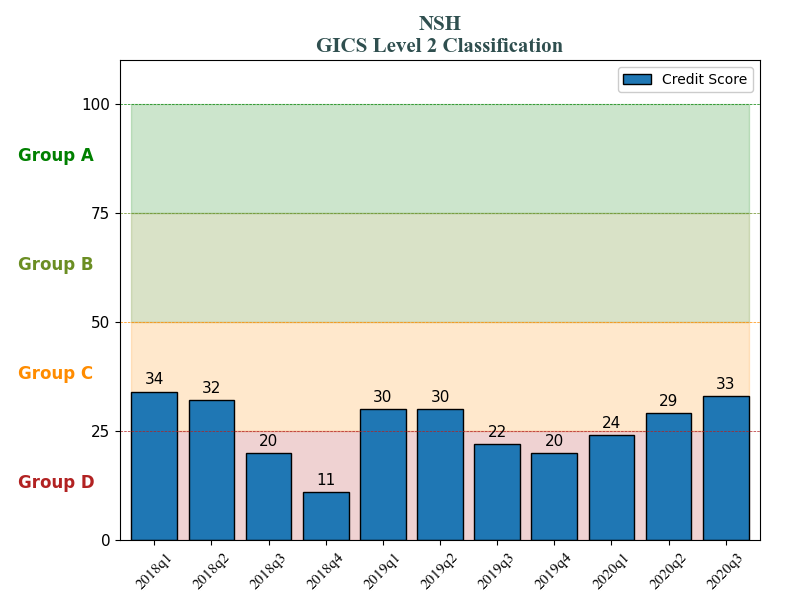 NSH
GICS Level 2 Classification
Credit Score
100
Group A
75
Group B
50
Group C
34
32
20
11
30
30
22
20
24
29
33
25
Group D
0
2018q1
2018q2
2018q3
2018q4
2019q1
2019q2
2019q3
2019q4
2020q1
2020q2
2020q3